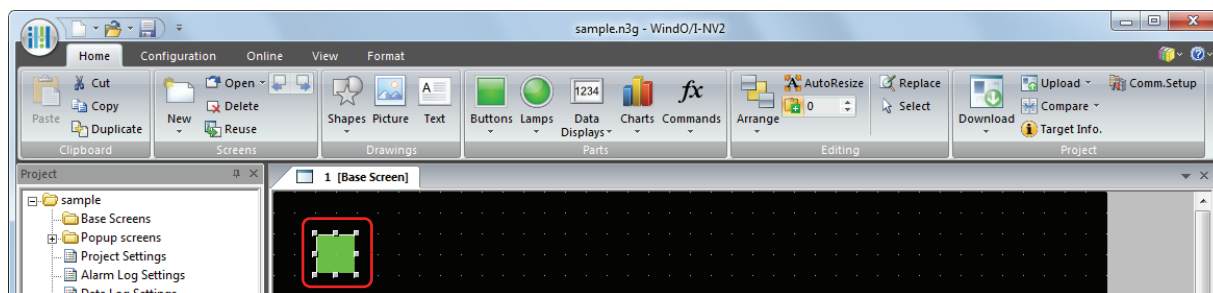 sample.n3g - WindO/I-NV2
Home Configuration Online View Format
Cut Open AutoResize Replace Upload Comm.Setup
1234 A fx
Copy Delete 0 Select Compare
Paste Duplicate New Reuse Shapes Picture Text Buttons Lamps Data Displays Charts Commands Arrange Download Target Info.
Clipboard Screens Drawings Parts Editing Project
Project 1 [Base Screen]
sample
Base Screens
Popup screens
Project Settings
Alarm Log Settings
Data Log Settings